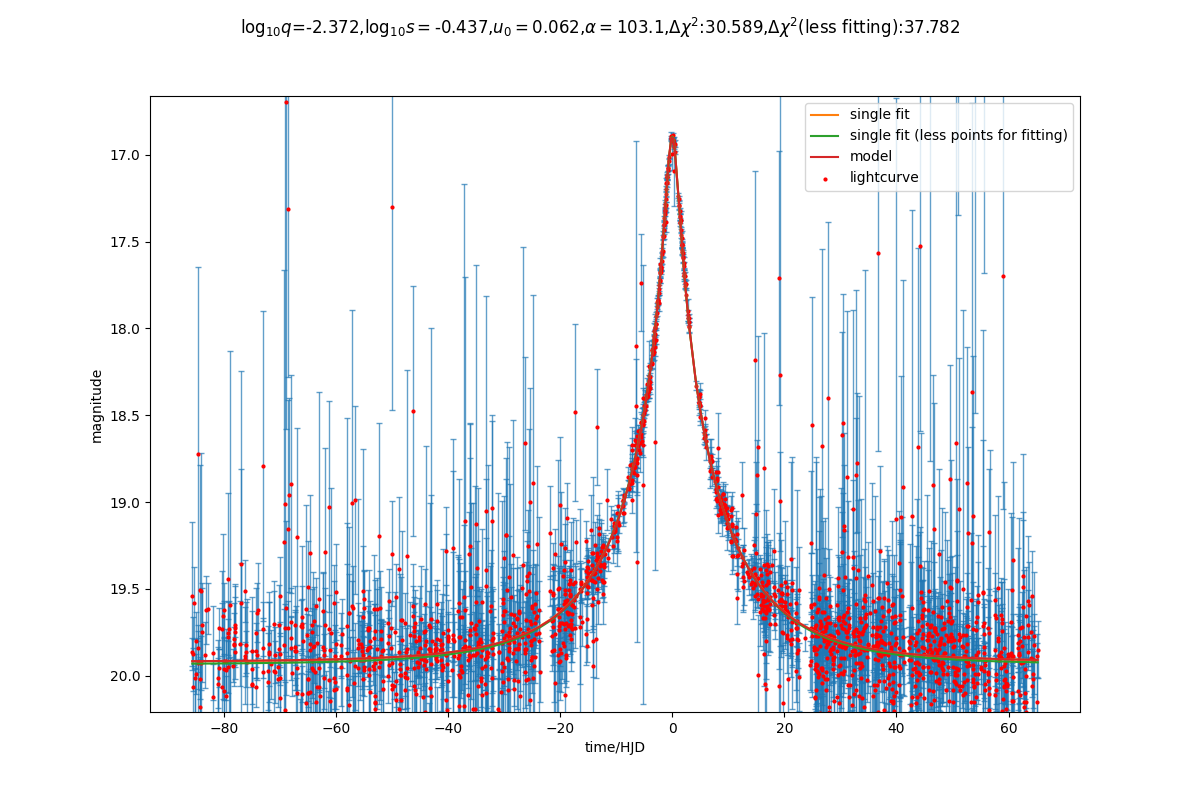 log₁₀q=-2.372,log₁₀s = -0.437,u₀ = 0.062,α = 103.1,Δχ²:30.589,Δχ²(less fitting):37.782
single fit
single fit (less points for fitting)
model
lightcurve
17.0
17.5
18.0
18.5
19.0
19.5
20.0
magnitude
−80
−60
−40
−20
0
20
40
60
time/HJD